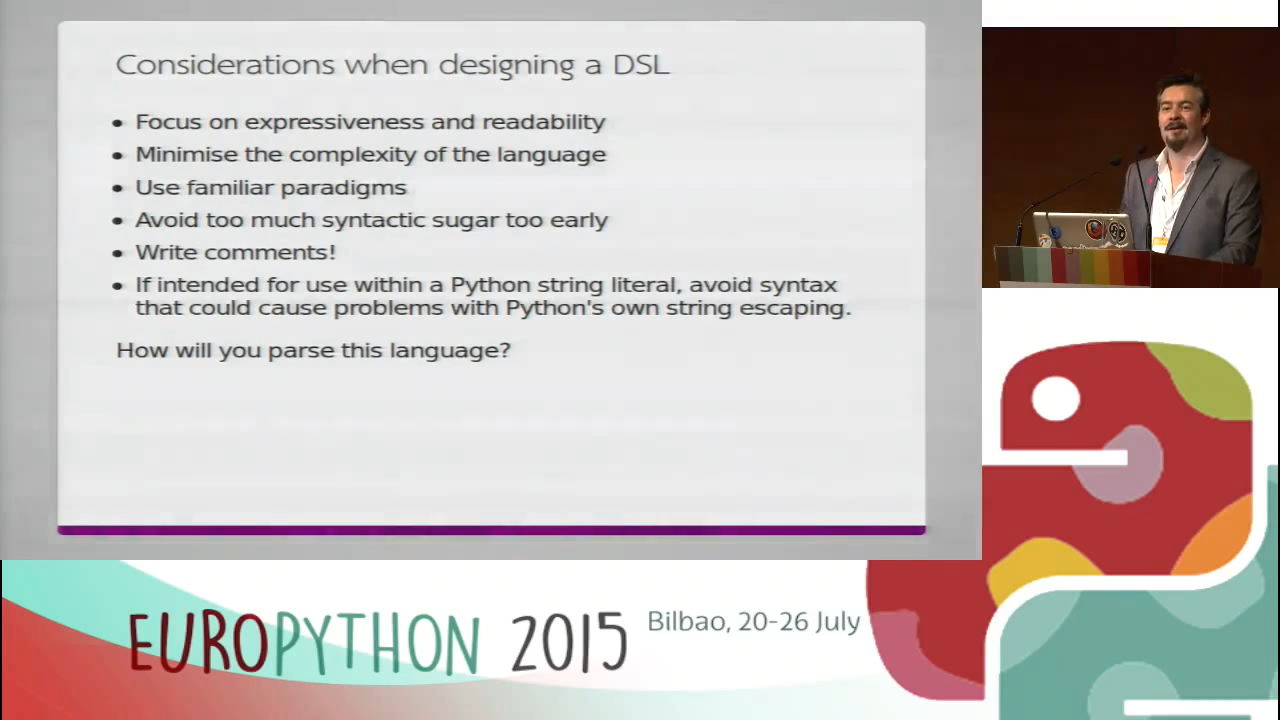 Considerations when designing a DSL
• Focus on expressiveness and readability
• Minimise the complexity of the language
• Use familiar paradigms
• Avoid too much syntactic sugar too early
• Write comments!
• If intended for use within a Python string literal, avoid syntax
that could cause problems with Python's own string escaping.
How will you parse this language?
EUROPYTHON 2015
Bilbao, 20-26 July